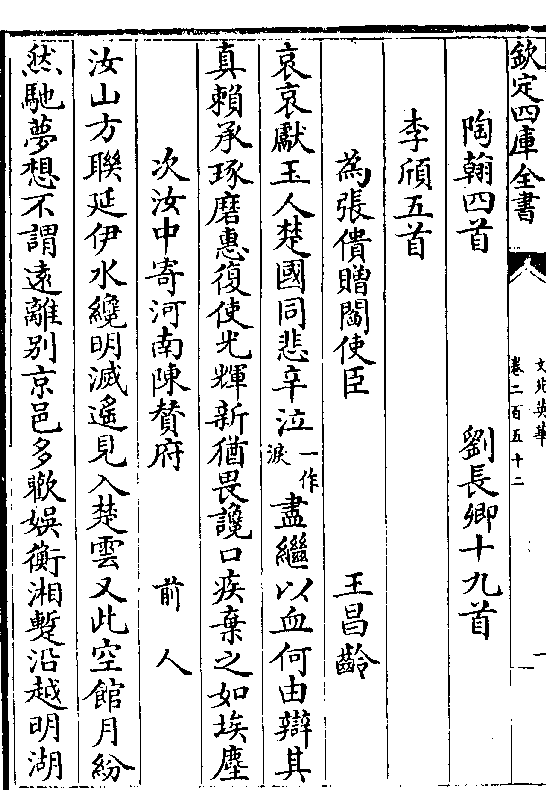 欽定四庫全書
文苑英華
卷二百五十二
陶翰四首　劉長卿十九首
李頎五首
為張僓贈閻使臣　王昌齡
哀哀獻玉人楚國同悲辛泣一作淚盡繼以血何由辯其
真賴承琢磨惠復使光輝新猶畏讒口疾棄之如埃塵
次汝中寄河南陳賛府　前人
汝山方聯延伊水繞明滅遙見入楚雲又此空館月紛
然馳夢想不謂遠離别京邑多歡娛衡湘蹔沿越明湖